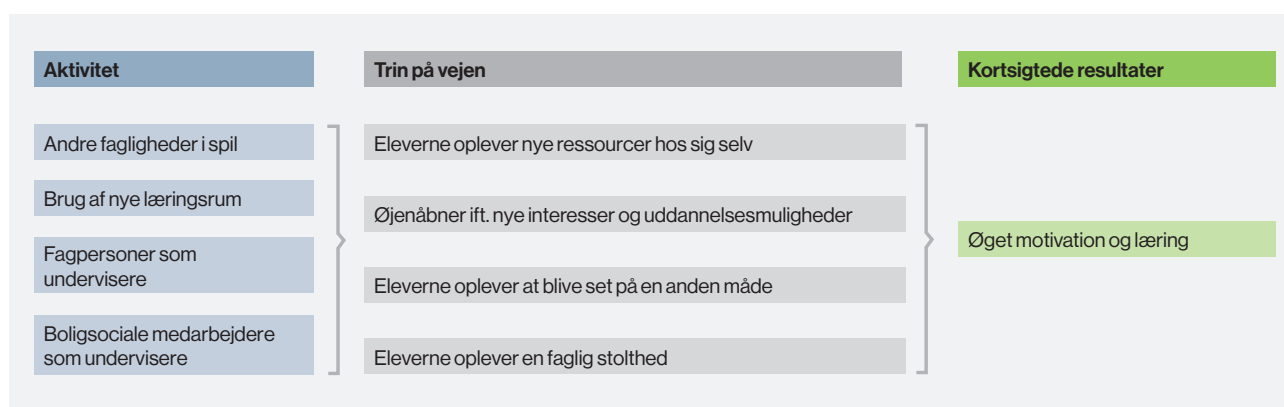 Aktivitet
Trin på vejen
Kortsigtede resultater
Andre fagligheder i spil
Brug af nye læringsrum
Fagpersoner som
undervisere
Boligsociale medarbejdere
som undervisere
Eleverne oplever nye ressourcer hos sig selv
Øjenåbner ift. nye interesser og uddannelsesmuligheder
Eleverne oplever at blive set på en anden måde
Eleverne oplever en faglig stolthed
Øget motivation og læring